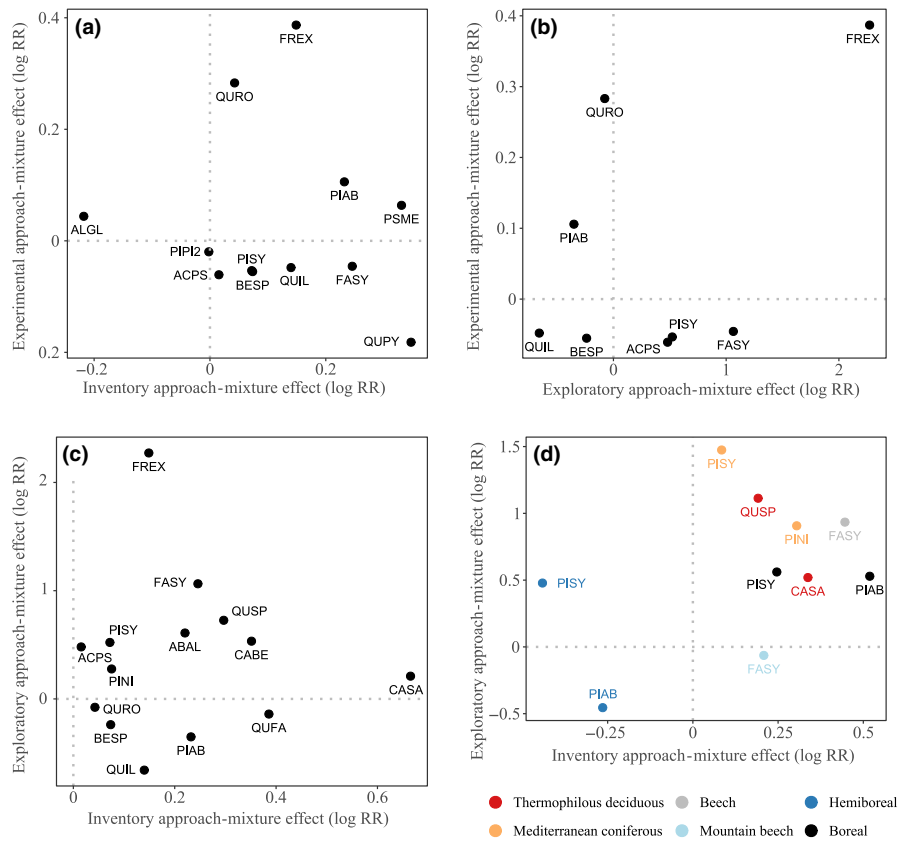 (a)
Experimental approach-mixture effect (log RR)
0.4
0.2
0
0.2
FREX
QURO
PIAB
PSME
ALGL
PIPI2
PISY
ACPS
BESP
QUIL
FASY
QUPY
−0.2
0
0.2
Inventory approach-mixture effect (log RR)
(b)
Experimental approach-mixture effect (log RR)
0.4
0.3
0.2
0.1
0
FREX
QURO
PIAB
PISY
QUIL
BESP
ACPS
FASY
0
1
2
Exploratory approach-mixture effect (log RR)
(c)
Exploratory approach-mixture effect (log RR)
2
1
0
FREX
FASY
QUSP
PISY
ACPS
ABAL
CABE
PINI
CASA
QURO
BESP
QUFA
PIAB
QUIL
0
0.2
0.4
0.6
Inventory approach-mixture effect (log RR)
(d)
Exploratory approach-mixture effect (log RR)
1.5
1
0.5
0
−0.5
PISY
QUSP
PINI
FASY
PISY
PISY
CASA
PIAB
FASY
PIAB
−0.25
0
0.25
0.5
Inventory approach-mixture effect (log RR)
Thermophilous deciduous
Beech
Hemiboreal
Mediterranean coniferous
Mountain beech
Boreal